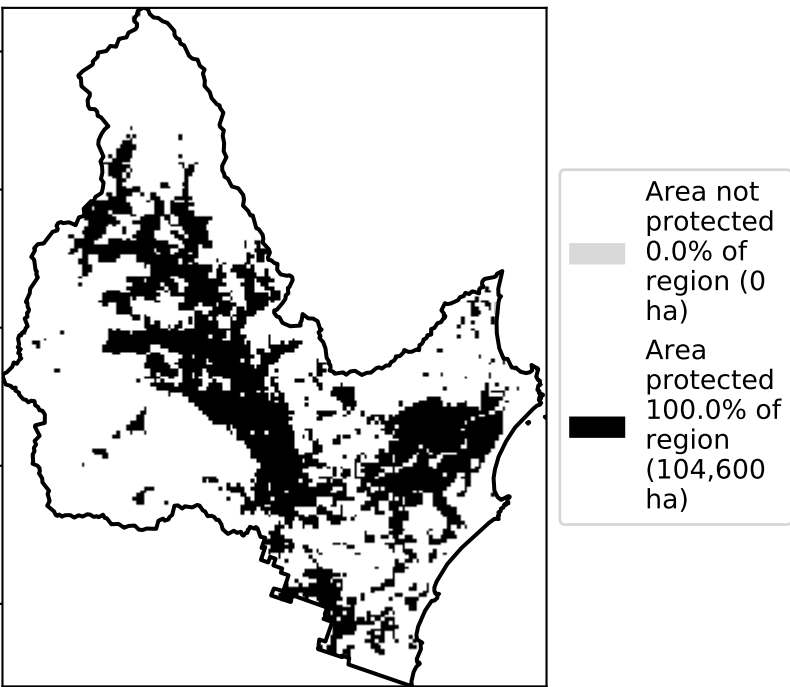 Area not
protected
0.0% of
region (0
ha)
Area
protected
100.0% of
region
(104,600
ha)